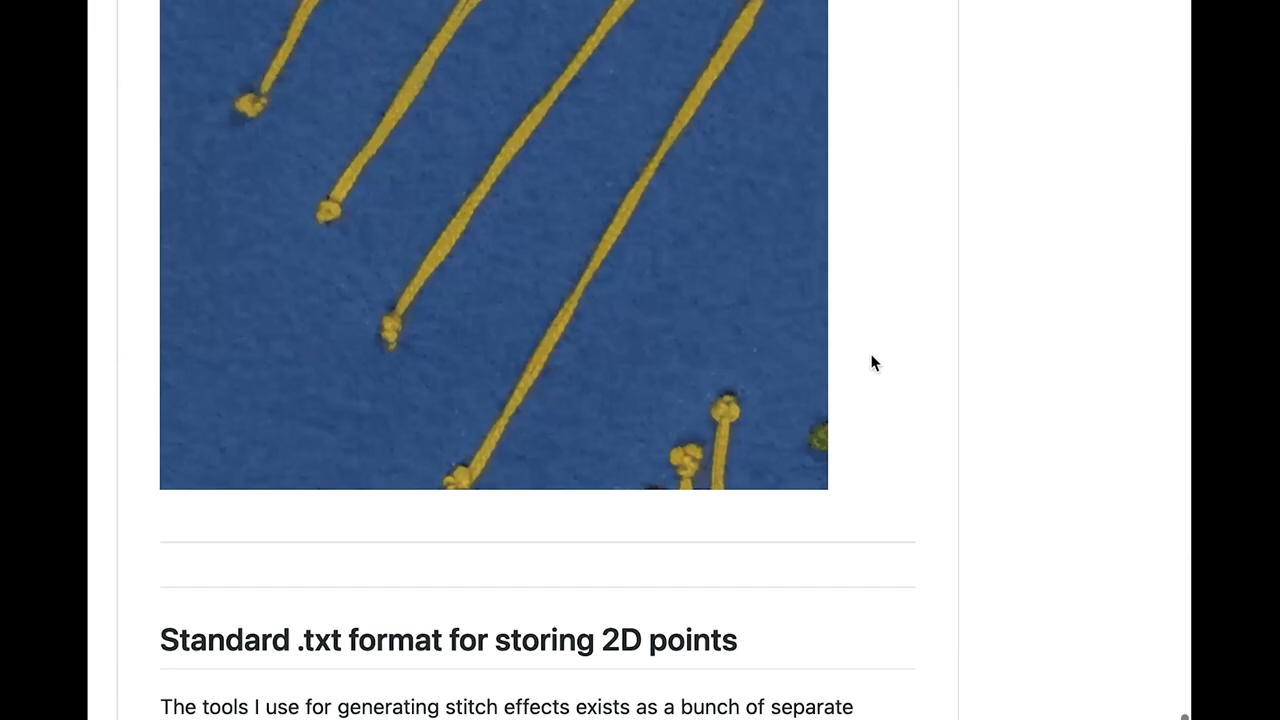 Standard .txt format for storing 2D points
The tools I use for generating stitch effects exists as a bunch of separate